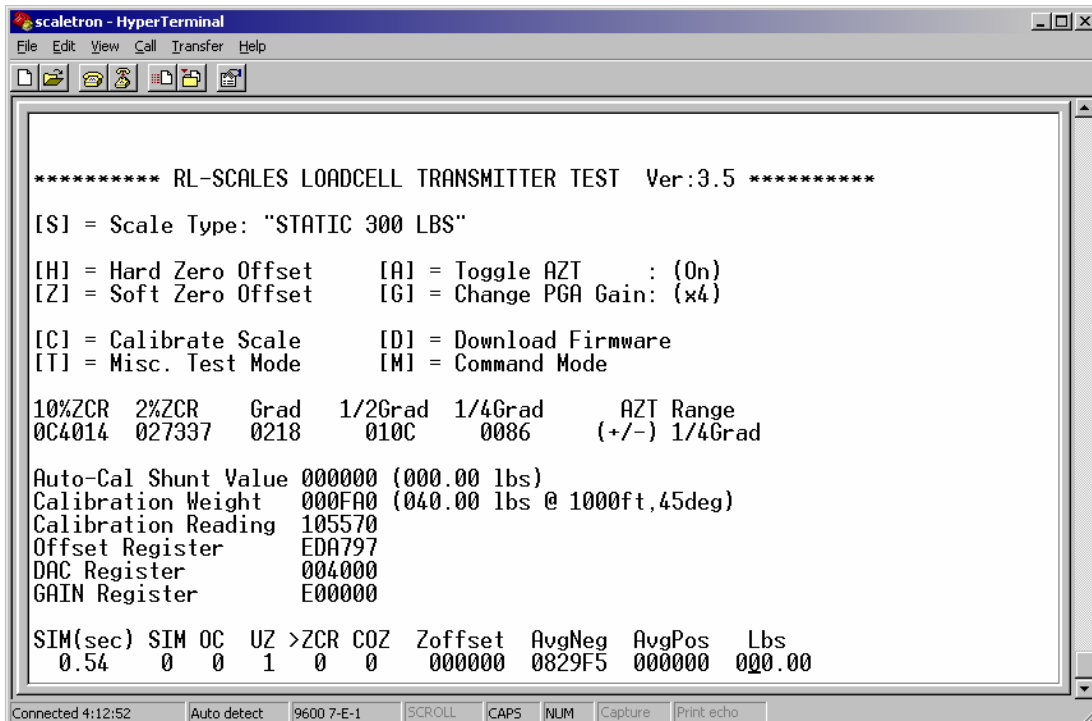 scaletron - HyperTerminal
File Edit View Call Transfer Help
********** RL-SCALES LOADCELL TRANSMITTER TEST Ver:3.5 **********
[S] = Scale Type: "STATIC 300 LBS"
[H] = Hard Zero Offset [A] = Toggle AZT : (On)
[Z] = Soft Zero Offset [G] = Change PGA Gain: (x4)
[C] = Calibrate Scale [D] = Download Firmware
[T] = Misc. Test Mode [M] = Command Mode
10%ZCR 2%ZCR Grad 1/2Grad 1/4Grad AZT Range
0C4014 027337 0218 010C 0086 (+/-) 1/4Grad
Auto-Cal Shunt Value 000000 (000.00 lbs)
Calibration Weight 000FA0 (040.00 lbs @ 1000ft,45deg)
Calibration Reading 105570
Offset Register EDA797
DAC Register 004000
GAIN Register E00000
SIM(sec) SIM OC UZ >ZCR COZ Zoffset AvgNeg AvgPos Lbs
0.54 0 0 1 0 0 000000 0829F5 000000 000.00
Connected 4:12:52 Auto detect 9600 7-E-1 SCROLL CAPS NUM Capture Print echo